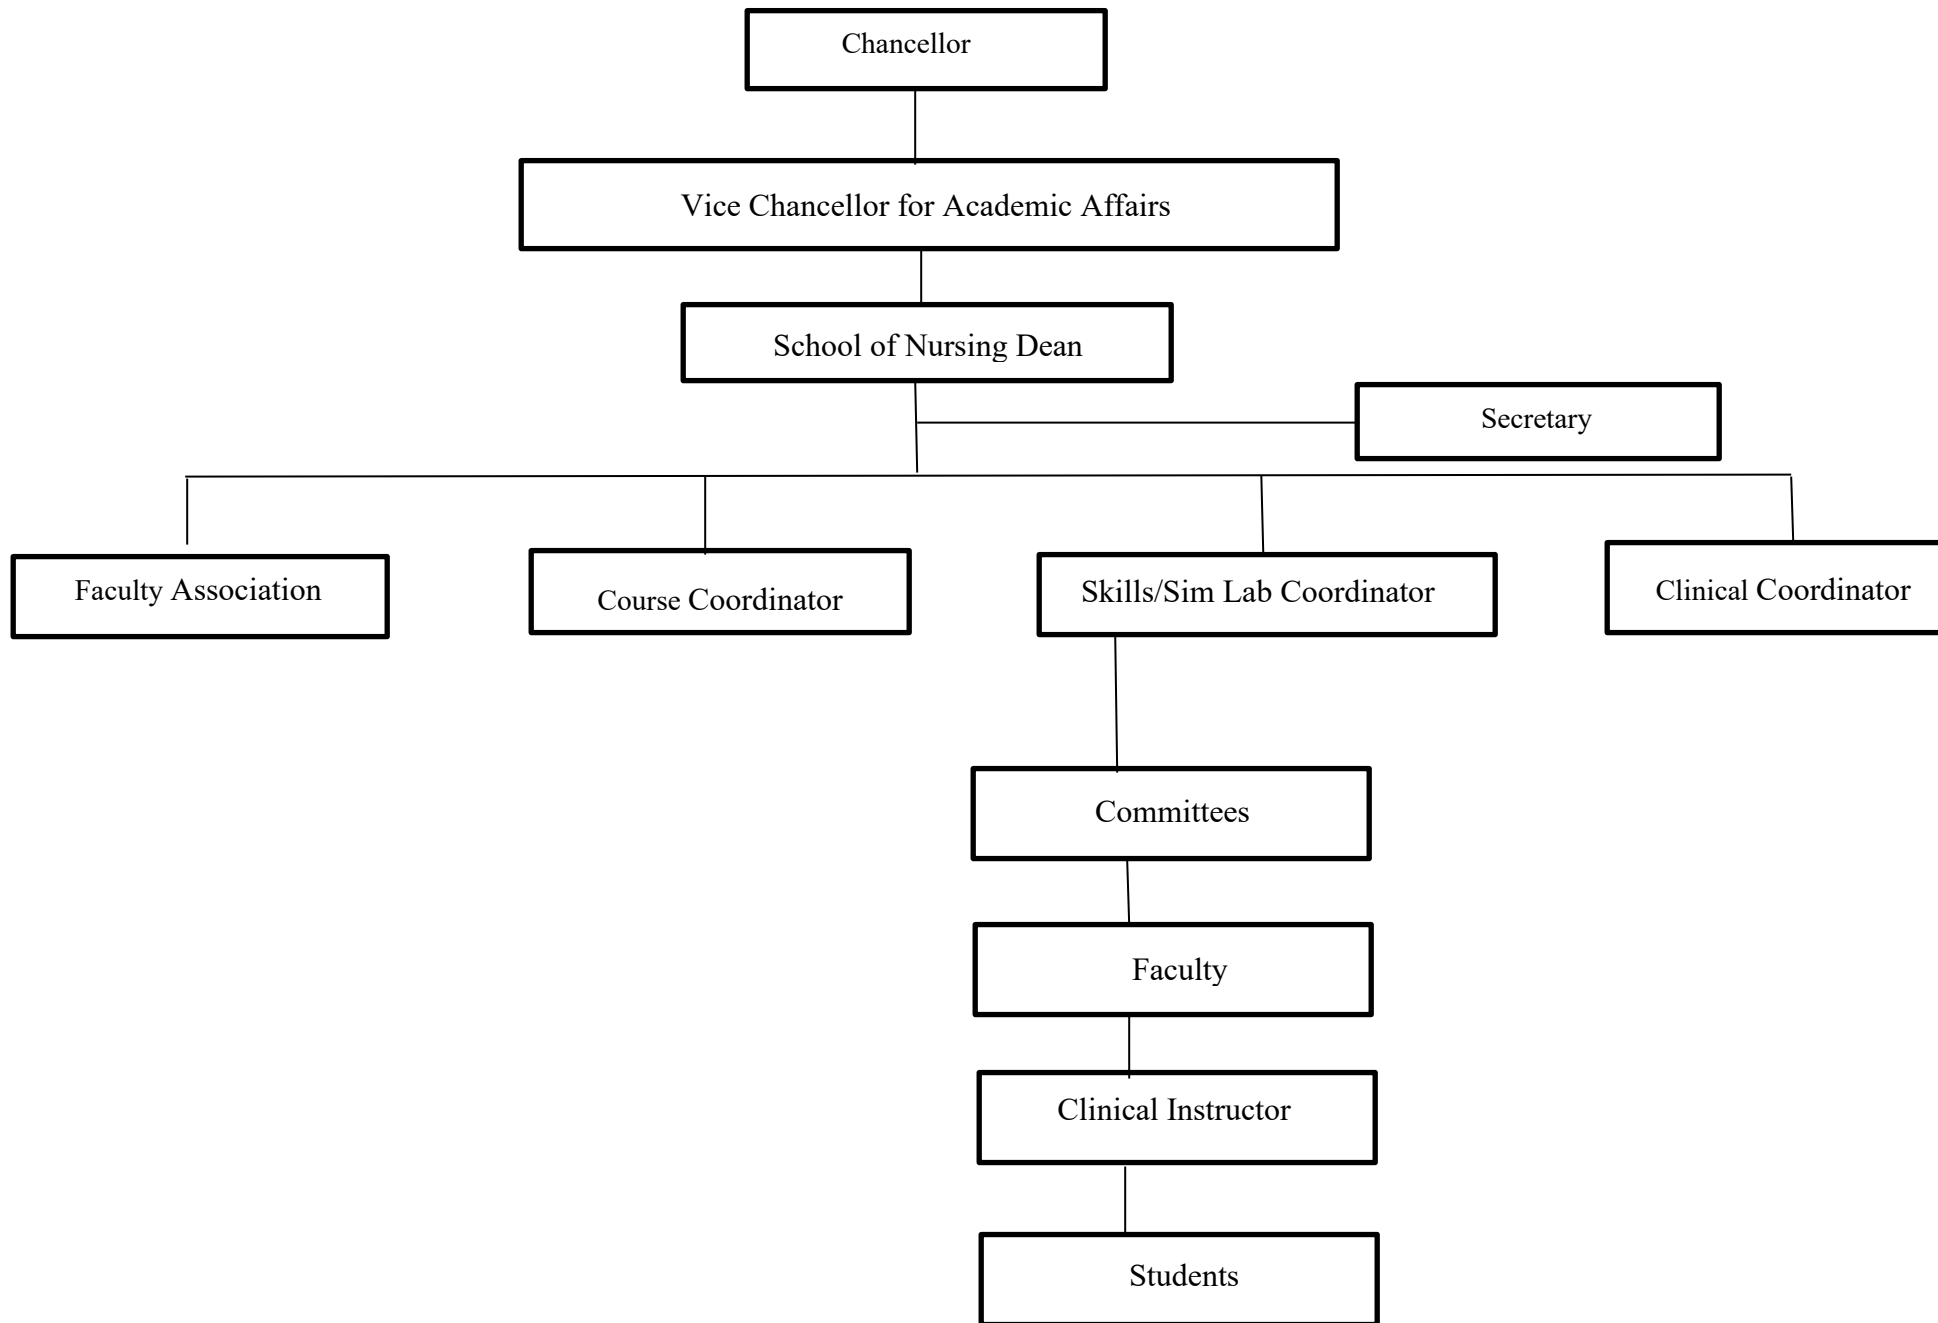 Chancellor
Vice Chancellor for Academic Affairs
School of Nursing Dean
Secretary
Faculty Association
Course Coordinator
Skills/Sim Lab Coordinator
Clinical Coordinator
Committees
Faculty
Clinical Instructor
Students